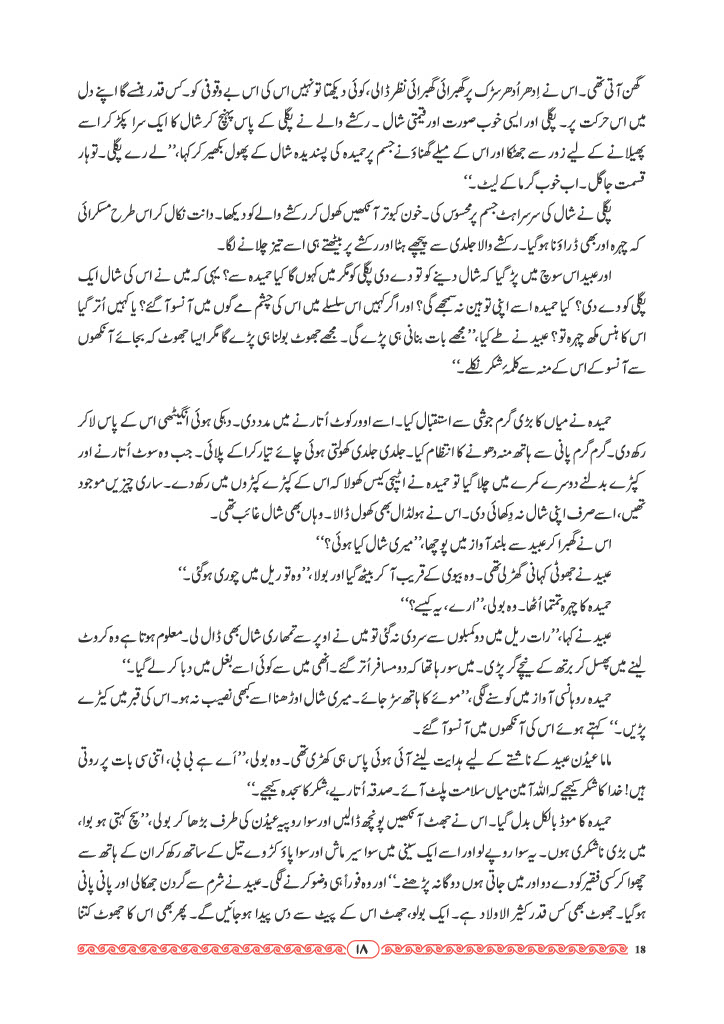 گھن آتی تھی۔ اس نے اِدھر اُدھر سڑک پر گھبرائی گھبرائی نظر ڈالی، کوئی دیکھتا تو نہیں اس کی اس بے وقوفی کو۔ کس قدر ہنسے گا اپنے دل
میں اس حرکت پر۔ پگلی اور ایسی خوب صورت اور قیمتی شال۔ رکشے والے نے پگلی کے پاس پہنچ کر شال کا ایک سرا پکڑ کر اسے
پھیلانے کے لیے زور سے جھٹکا اور اس کے میلے گھناؤنے جسم پر حمیدہ کی پسندیدہ شال کے پھول بکھیر کر کہا، ’’لے رے پگلی۔ توہار
قسمت جاگل۔ اب خوب گرما کے لیٹ۔‘‘
پگلی نے شال کی سرسراہٹ جسم پر محسوس کی۔ خون کبوتر آنکھیں کھول کر رکشے والے کو دیکھا۔ دانت نکال کر اس طرح مسکرائی
کہ چہرہ اور بھی ڈراؤنا ہوگیا۔ رکشے والا جلدی سے پیچھے ہٹا اور رکشے پر بیٹھتے ہی اسے تیز چلانے لگا۔
اور عبید اس سوچ میں پڑ گیا کہ شال دینے کو تو دے دی پگلی کو مگر میں کہوں گا کیا حمیدہ سے؟ یہی کہ میں نے اس کی شال ایک
پگلی کو دے دی؟ کیا حمیدہ اسے اپنی توہین نہ سمجھے گی؟ اور اگر کہیں اس سلسلے میں اس کی چشم مے گوں میں آنسو آگئے؟ یا کہیں اُتر گیا
اس کا ہنس مکھ چہرہ تو؟ عبید نے طے کیا، ’’مجھے بات بنانی ہی پڑے گی۔ مجھے جھوٹ بولنا ہی پڑے گا مگر ایسا جھوٹ کہ بجائے آنکھوں
سے آنسو کے اس کے منہ سے کلمۂ شکر نکلے۔‘‘
حمیدہ نے میاں کا بڑی گرم جوشی سے استقبال کیا۔ اسے اوورکوٹ اُتارنے میں مدد دی۔ دہکی ہوئی انگیٹھی اس کے پاس لاکر
رکھ دی۔ گرم گرم پانی سے ہاتھ منہ دھونے کا انتظام کیا۔ جلدی جلدی کھولتی ہوئی چائے تیار کراکے پلائی۔ جب وہ سوٹ اُتارنے اور
کپڑے بدلنے دوسرے کمرے میں چلا گیا تو حمیدہ نے اٹیچی کیس کھولا کہ اس کے کپڑے کپڑوں میں رکھ دے۔ ساری چیزیں موجود
تھیں، اسے صرف اپنی شال نہ دِکھائی دی۔ اس نے ہولڈال بھی کھول ڈالا۔ وہاں بھی شال غائب تھی۔
اس نے گھبرا کر عبید سے بلند آواز میں پوچھا، ’’میری شال کیا ہوئی؟‘‘
عبید نے جھوٹی کہانی گھڑ لی تھی۔ وہ بیوی کے قریب آکر بیٹھ گیا اور بولا، ’’وہ تو ریل میں چوری ہوگئی۔‘‘
حمیدہ کا چہرہ تمتما اُٹھا۔ وہ بولی، ’’ارے، یہ کیسے؟‘‘
عبید نے کہا، ’’رات ریل میں دو کمبلوں سے سردی نہ گئی تو میں نے اوپر سے تمھاری شال بھی ڈال لی۔ معلوم ہوتا ہے وہ کروٹ
لینے میں پھسل کر برتھ کے نیچے گر پڑی۔ میں سو رہا تھا کہ دو مسافر اُتر گئے۔ انھی میں سے کوئی اسے بغل میں دبا کر لے گیا۔‘‘
حمیدہ روہانسی آواز میں کوسنے لگی، ’’موئے کا ہاتھ سڑ جائے۔ میری شال اوڑھنا اسے کبھی نصیب نہ ہو۔ اس کی قبر میں کیڑے
پڑیں۔‘‘ کہتے ہوئے اس کی آنکھوں میں آنسو آگئے۔
ماما عیدن عبید کے ناشتے کے لیے ہدایت لینے آئی ہوئی پاس ہی کھڑی تھی۔ وہ بولی، ’’اَے ہے بی بی، اتنی سی بات پر روتی
ہیں! خدا کا شکر کیجیے کہ اللہ آمین میاں سلامت پلٹ آئے۔ صدقہ اُتاریے، شکر کا سجدہ کیجیے۔‘‘
حمیدہ کا موڈ بالکل بدل گیا۔ اس نے جھٹ آنکھیں پونچھ ڈالیں اور سوا روپیہ عیدن کی طرف بڑھا کر بولی، ’’سچ کہتی ہو بوا،
میں بڑی ناشکری ہوں۔ یہ سوا روپے لو اور اسے ایک سینی میں سوا سیر ماش اور سوا پاؤ کڑوے تیل کے ساتھ رکھ کر ان کے ہاتھ سے
چھوا کر کسی فقیر کو دے دو اور میں جاتی ہوں دوگانہ پڑھنے۔‘‘ اور وہ فوراً ہی وضو کرنے لگی۔ عبید نے شرم سے گردن جھکالی اور پانی پانی
ہوگیا۔ جھوٹ بھی کس قدر کثیر الاولاد ہے۔ ایک بولو، جھٹ اس کے پیٹ سے دس پیدا ہوجائیں گے۔ پھر بھی اس کا جھوٹ کتنا
۱۸
18